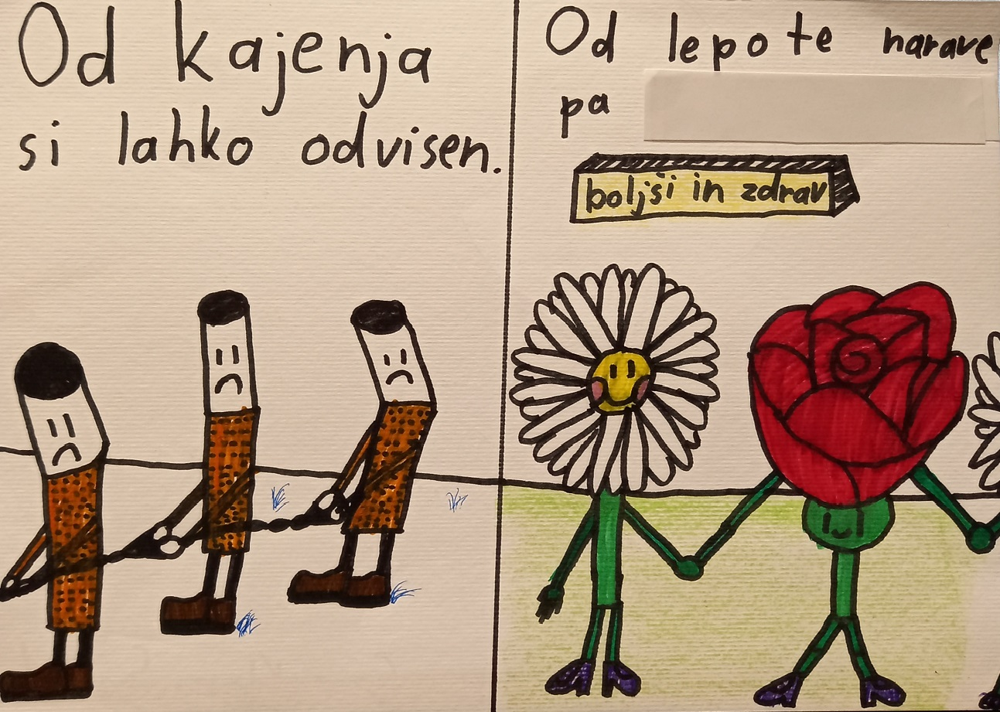 Od kajenja
si lahko odvisen.
Od lepote narave
pa
boljši in zdrav